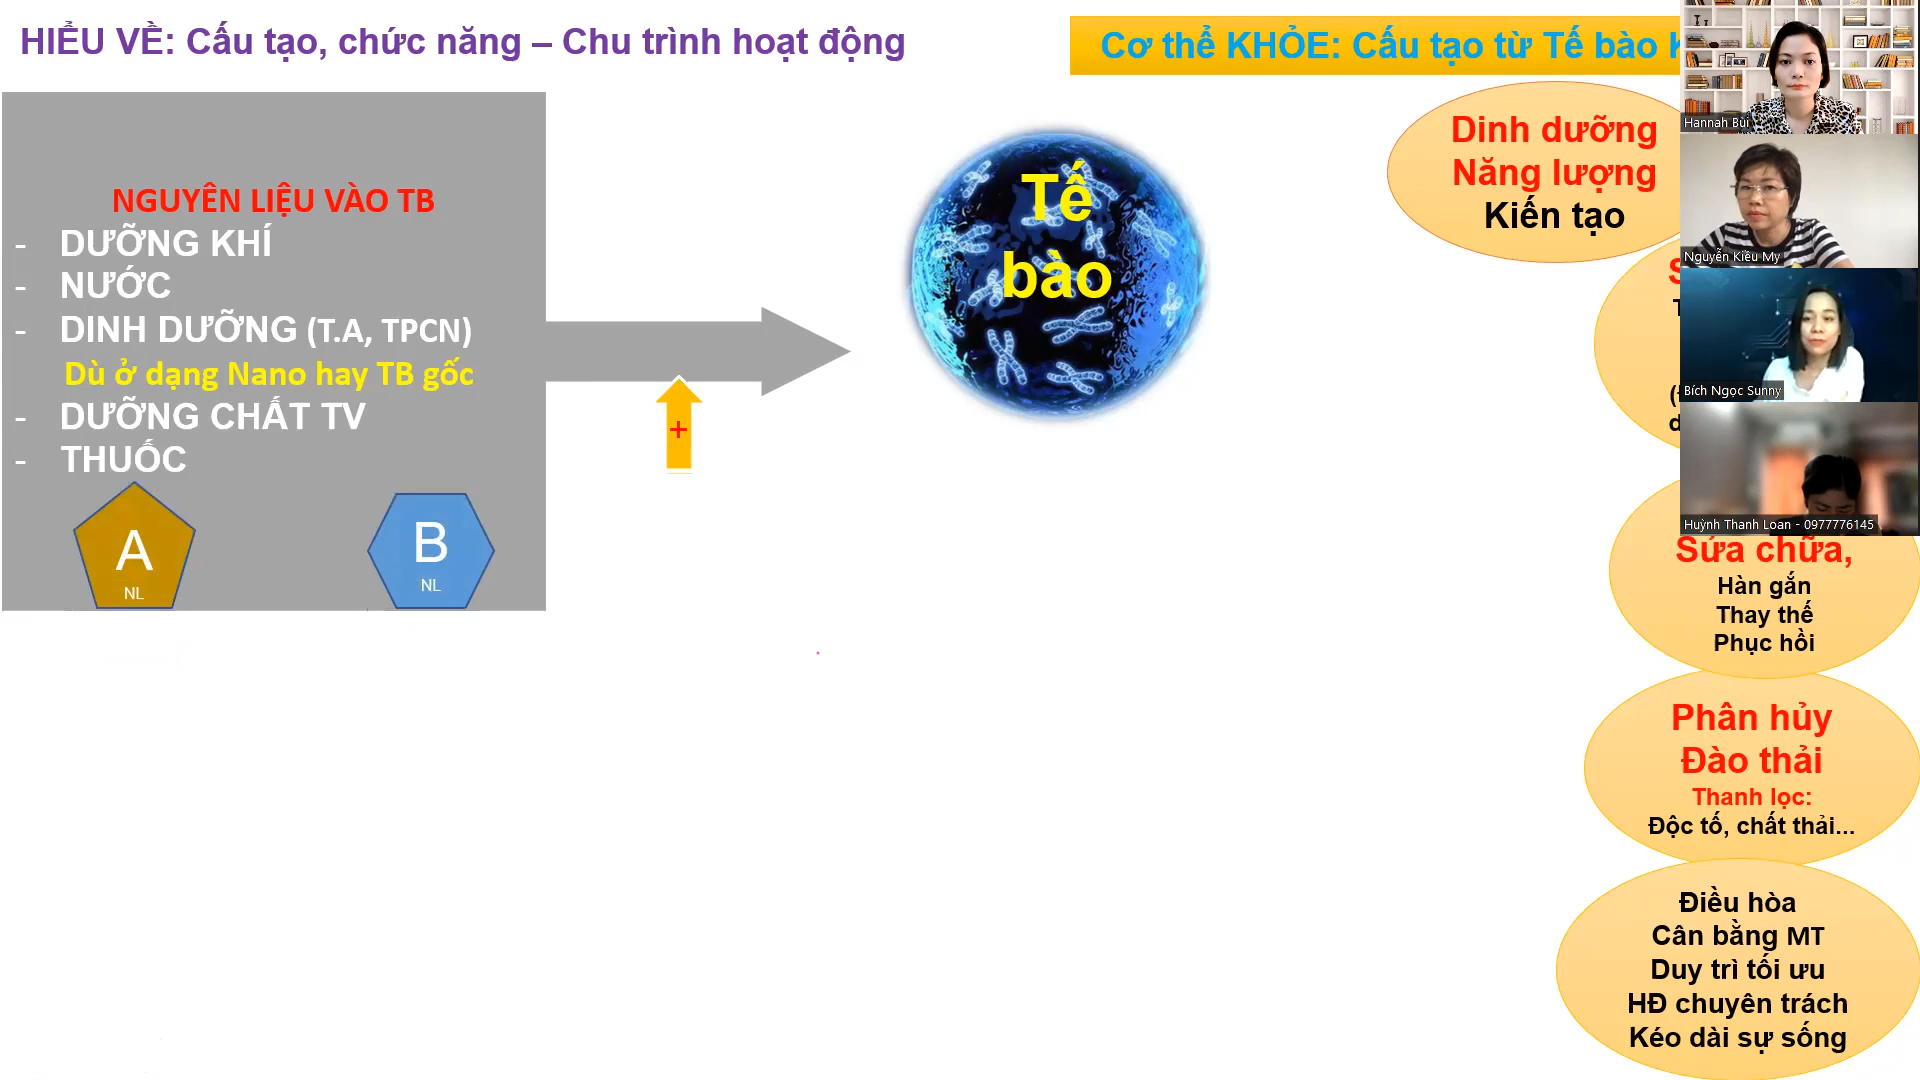 HIỂU VỀ: Cấu tạo, chức năng – Chu trình hoạt động
Cơ thể KHỎE: Cấu tạo từ Tế bào
NGUYÊN LIỆU VÀO TB
- DƯỠNG KHÍ
- NƯỚC
- DINH DƯỠNG (T.A, TPCN)
Dù ở dạng Nano hay TB gốc
- DƯỠNG CHẤT TV
- THUỐC
A
NL
B
NL
+
Tế
bào
Dinh dưỡng
Năng lượng
Kiến tạo
Sửa chữa,
Hàn gắn
Thay thế
Phục hồi
Phân hủy
Đào thải
Thanh lọc:
Độc tố, chất thải...
Điều hòa
Cân bằng MT
Duy trì tối ưu
HĐ chuyên trách
Kéo dài sự sống
Hannah Bùi
Nguyễn Kiều My
Bích Ngọc Sunny
Huỳnh Thanh Loan - 0977776145